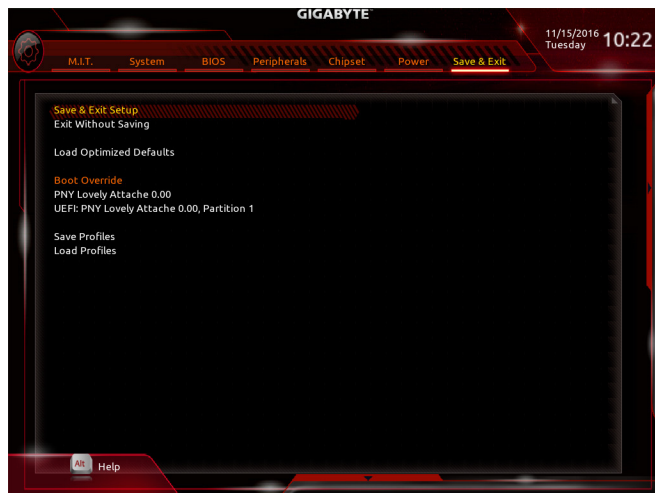 GIGABYTE™
11/15/2016
Tuesday
10:22
M.I.T. System BIOS Peripherals Chipset Power Save & Exit
Save & Exit Setup
Exit Without Saving
Load Optimized Defaults
Boot Override
PNY Lovely Attache 0.00
UEFI: PNY Lovely Attache 0.00, Partition 1
Save Profiles
Load Profiles
Alt Help